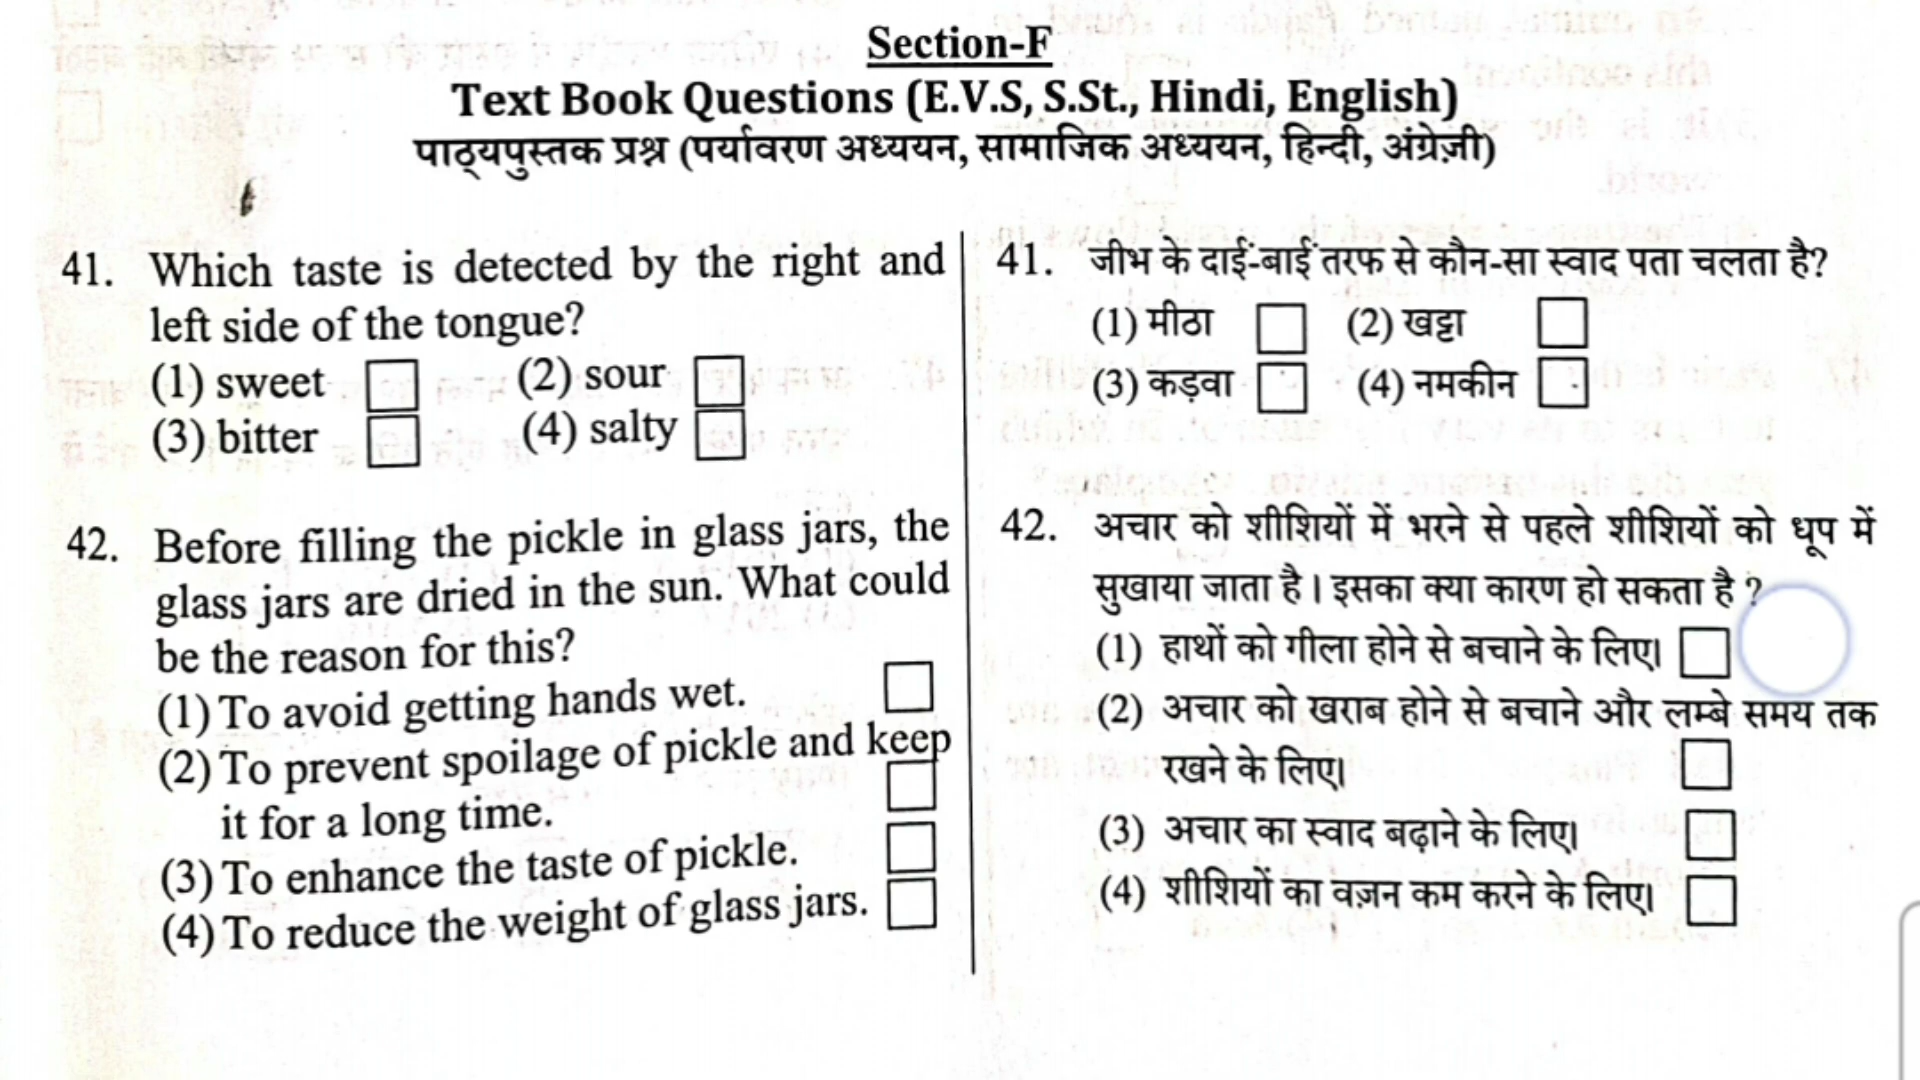 Section-F
Text Book Questions (E.V.S, S.St., Hindi, English)
पाठ्यपुस्तक प्रश्न (पर्यावरण अध्ययन, सामाजिक अध्ययन, हिन्दी, अंग्रेज़ी)
41. Which taste is detected by the right and
left side of the tongue?
(1) sweet (2) sour
(3) bitter (4) salty
42. Before filling the pickle in glass jars, the
glass jars are dried in the sun. What could
be the reason for this?
(1) To avoid getting hands wet.
(2) To prevent spoilage of pickle and keep
it for a long time.
(3) To enhance the taste of pickle.
(4) To reduce the weight of glass jars.
41. जीभ के दाईं-बाईं तरफ से कौन-सा स्वाद पता चलता है?
(1) मीठा (2) खट्टा
(3) कड़वा (4) नमकीन
42. अचार को शीशियों में भरने से पहले शीशियों को धूप में
सुखाया जाता है। इसका क्या कारण हो सकता है ?
(1) हाथों को गीला होने से बचाने के लिए।
(2) अचार को खराब होने से बचाने और लम्बे समय तक
रखने के लिए।
(3) अचार का स्वाद बढ़ाने के लिए।
(4) शीशियों का वज़न कम करने के लिए।